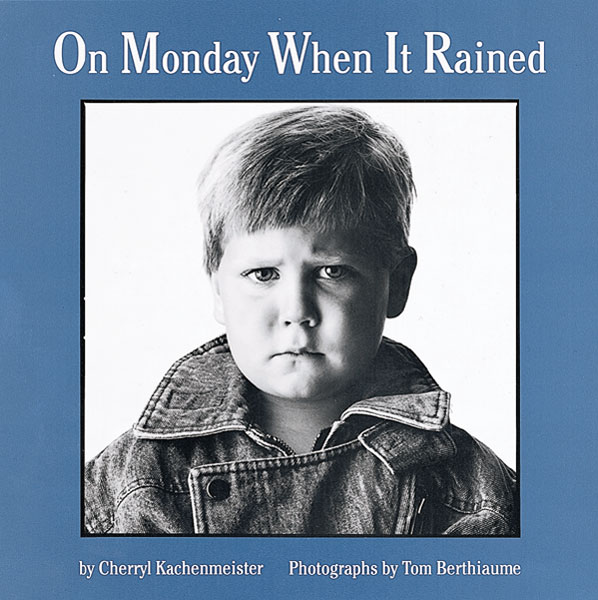 On Monday When It Rained
by Cherryl Kachenmeister Photographs by Tom Berthiaume